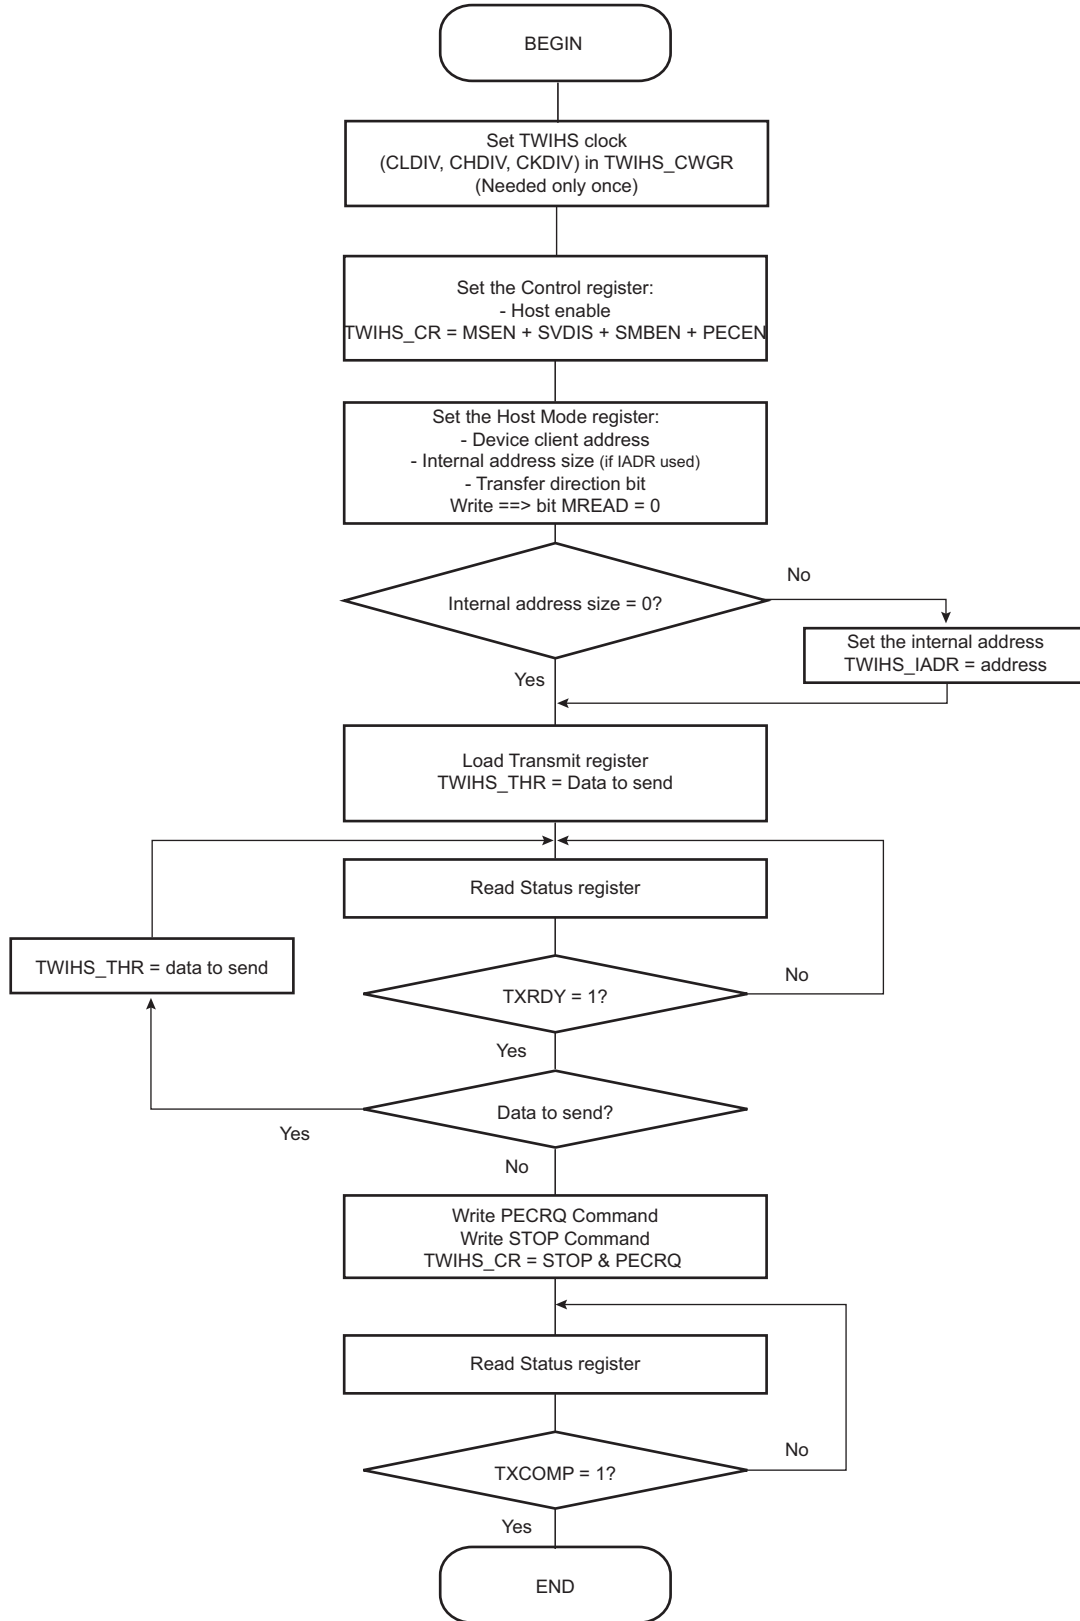 BEGIN
Set TWIHS clock
(CLDIV, CHDIV, CKDIV) in TWIHS_CWGR
(Needed only once)
Set the Control register:
- Host enable
TWIHS_CR = MSEN + SVDIS + SMBEN + PECEN
Set the Host Mode register:
- Device client address
- Internal address size (if IADR used)
- Transfer direction bit
Write ==> bit MREAD = 0
No
Internal address size = 0?
Set the internal address
TWIHS_IADR = address
Yes
Load Transmit register
TWIHS_THR = Data to send
Read Status register
TWIHS_THR = data to send
No
TXRDY = 1?
Yes
Data to send?
Yes
No
Write PECRQ Command
Write STOP Command
TWIHS_CR = STOP & PECRQ
Read Status register
No
TXCOMP = 1?
Yes
END